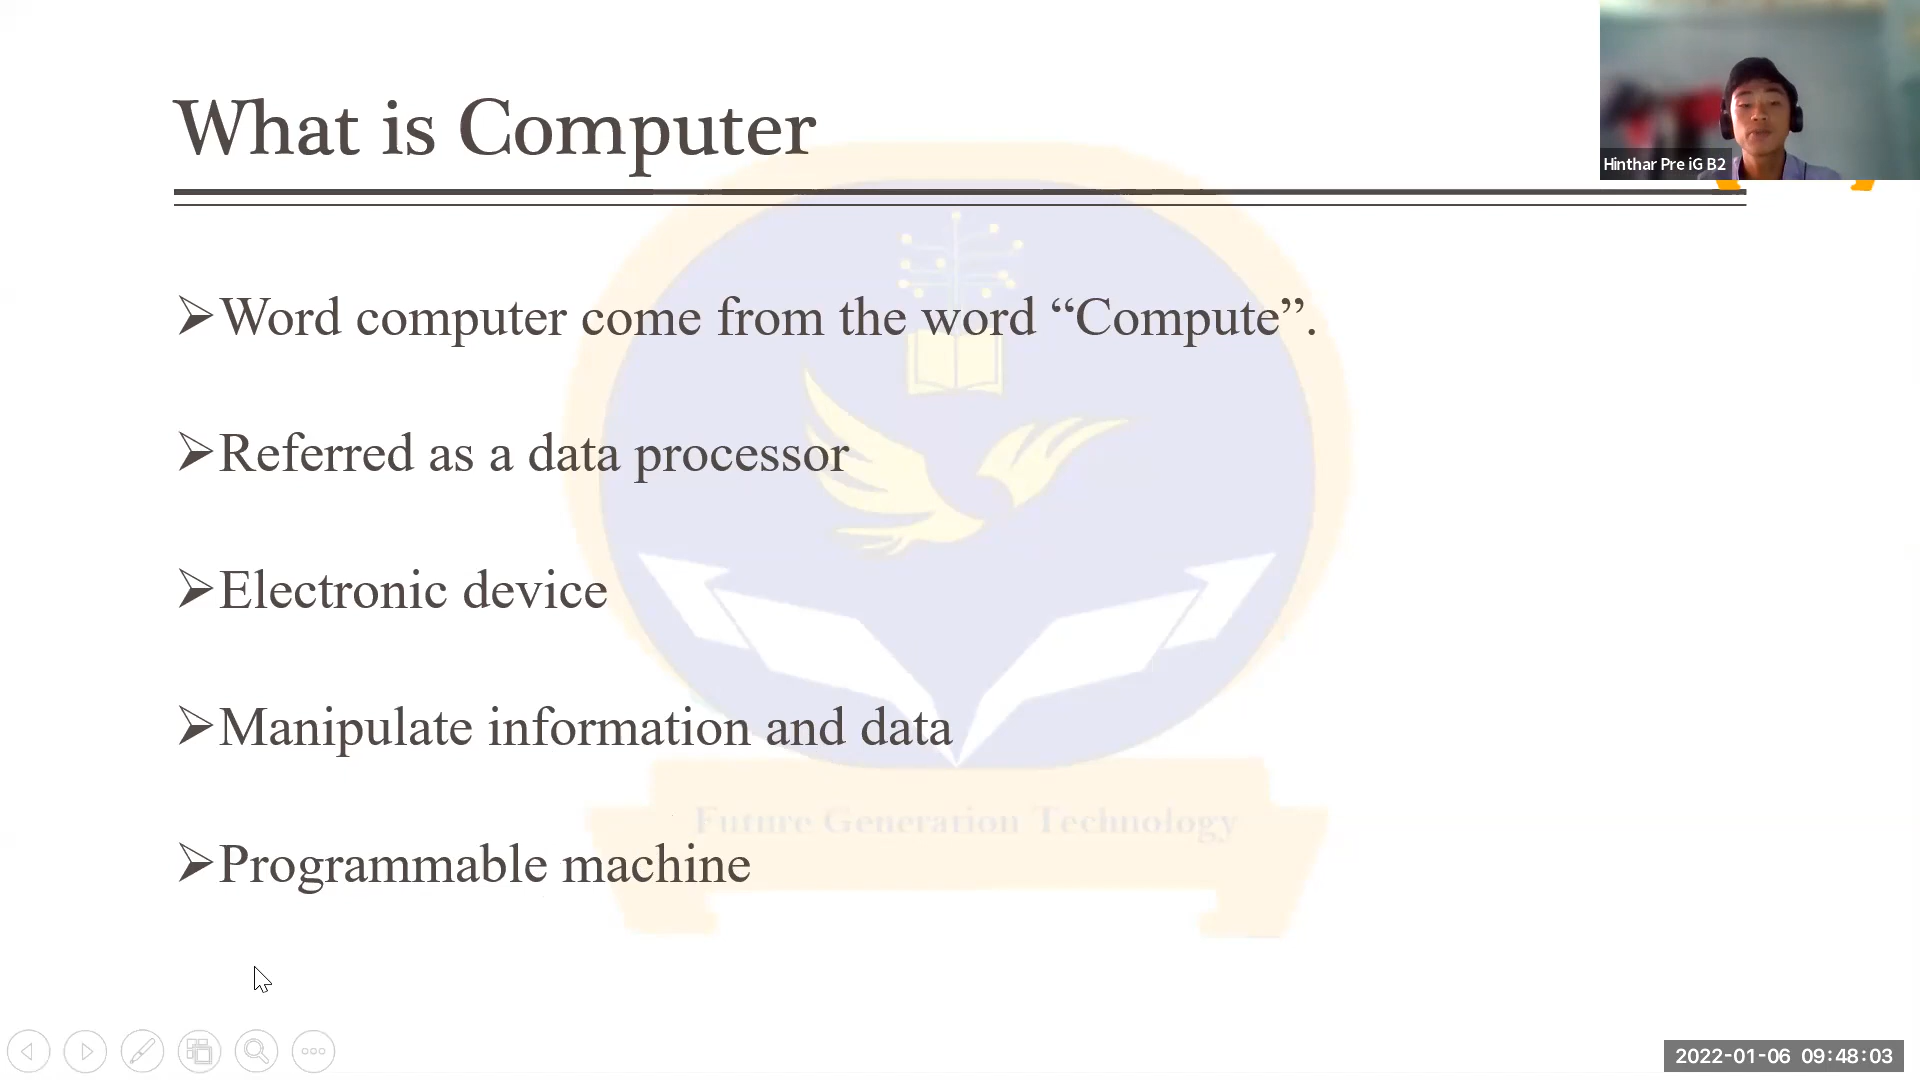 What is Computer
Hinthar Pre iG B2
Word computer come from the word “Compute”.
Referred as a data processor
Electronic device
Manipulate information and data
Future Generation Technology
Programmable machine
2022-01-06 09:48:03